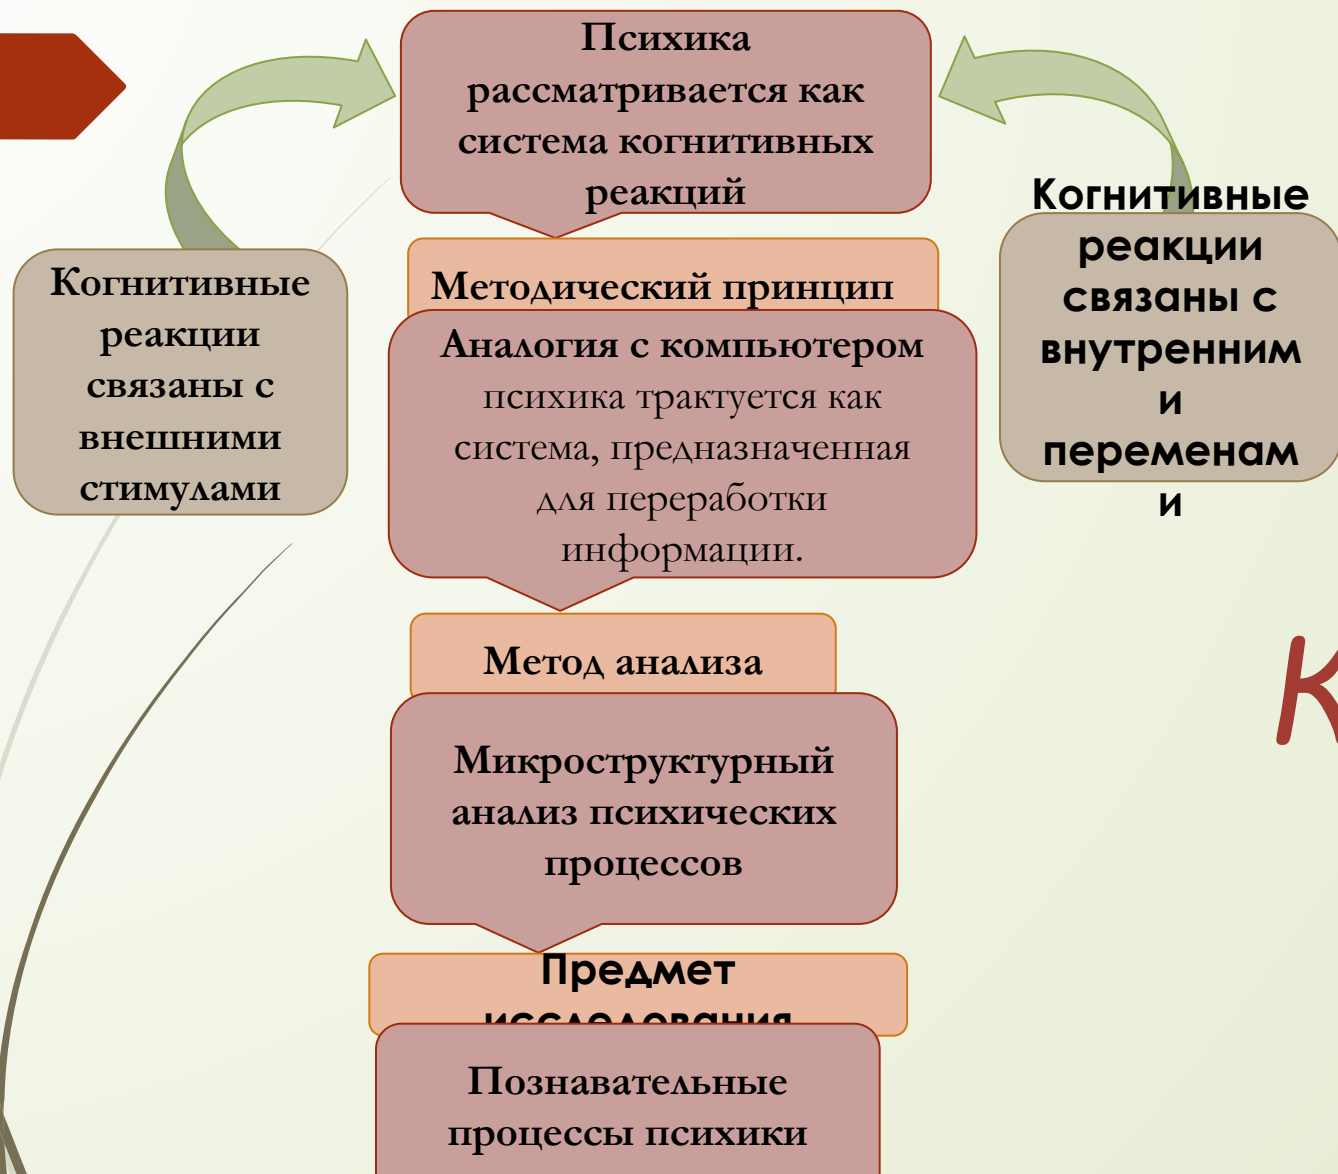 Психика
рассматривается как
система когнитивных
реакций
Когнитивные
реакции
связаны с
внешними
стимулами
Когнитивные
реакции
связаны с
внутренним
и
переменам
и
Методический принцип
Аналогия с компьютером
психика трактуется как
система, предназначенная
для переработки
информации.
Метод анализа
Микроструктурный
анализ психических
процессов
Предмет
исследования
Познавательные
процессы психики
К